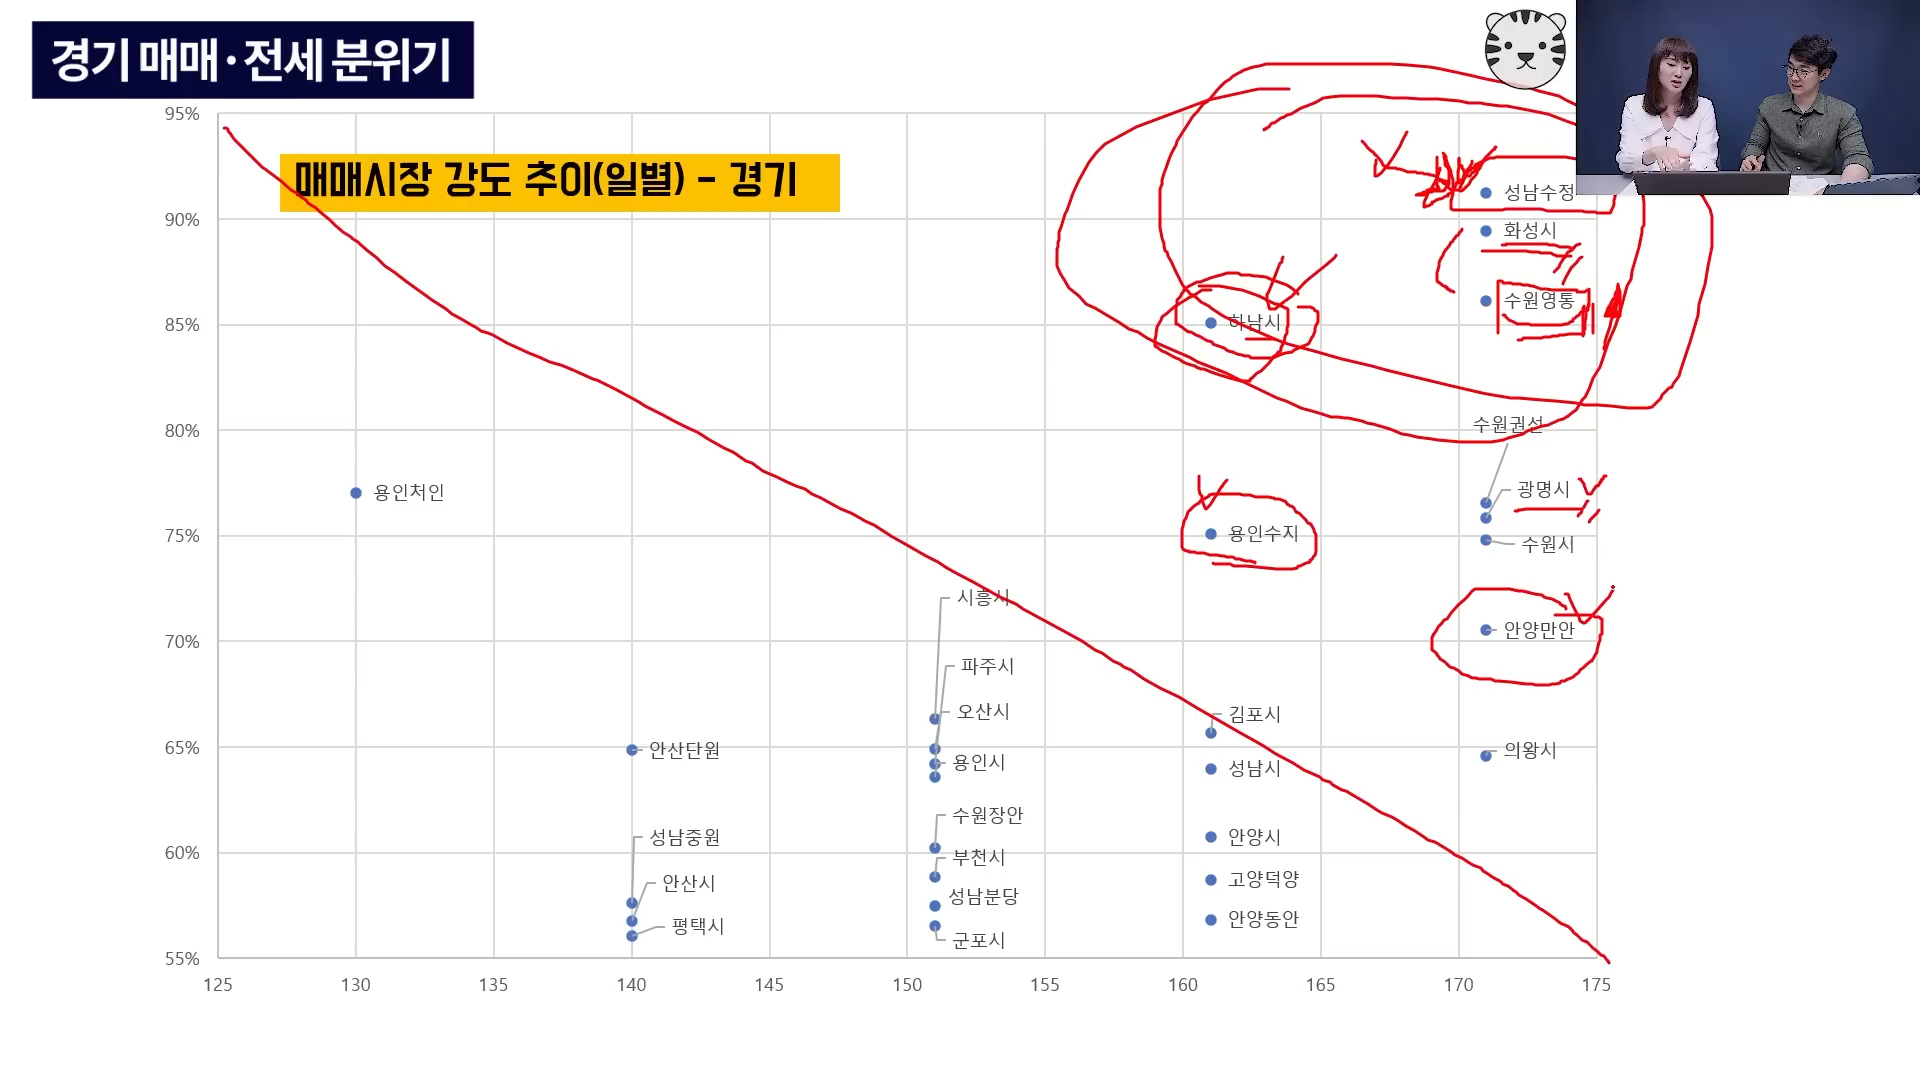 경기 매매·전세 분위기
매매시장 강도 추이(일별) - 경기
95%
90%
85%
80%
75%
70%
65%
60%
55%
125
130
135
140
145
150
155
160
165
170
175
성남수정
화성시
수원영통
하남시
수원권선
광명시
용인처인
용인수지
수원시
시흥시
안양만안
파주시
오산시
김포시
안산단원
용인시
성남시
의왕시
수원장안
성남중원
안양시
부천시
안산시
고양덕양
성남분당
평택시
안양동안
군포시